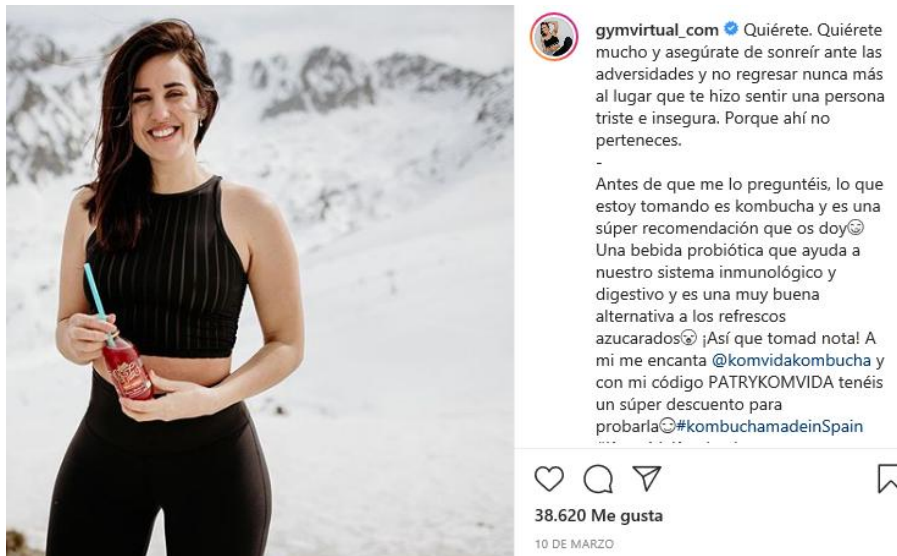 gymvirtual_com Quiérete. Quiérete
mucho y asegúrate de sonreír ante las
adversidades y no regresar nunca más
al lugar que te hizo sentir una persona
triste e insegura. Porque ahí no
perteneces.
-
Antes de que me lo preguntéis, lo que
estoy tomando es kombucha y es una
súper recomendación que os doy😏
Una bebida probiótica que ayuda a
nuestro sistema inmunológico y
digestivo y es una muy buena
alternativa a los refrescos
azucarados😮 ¡Así que tomad nota! A
mi me encanta @komvidakombucha y
con mi código PATRYKOMVIDA tenéis
un súper descuento para
probarla😏#kombuchamadeinSpain
38.620 Me gusta
10 DE MARZO